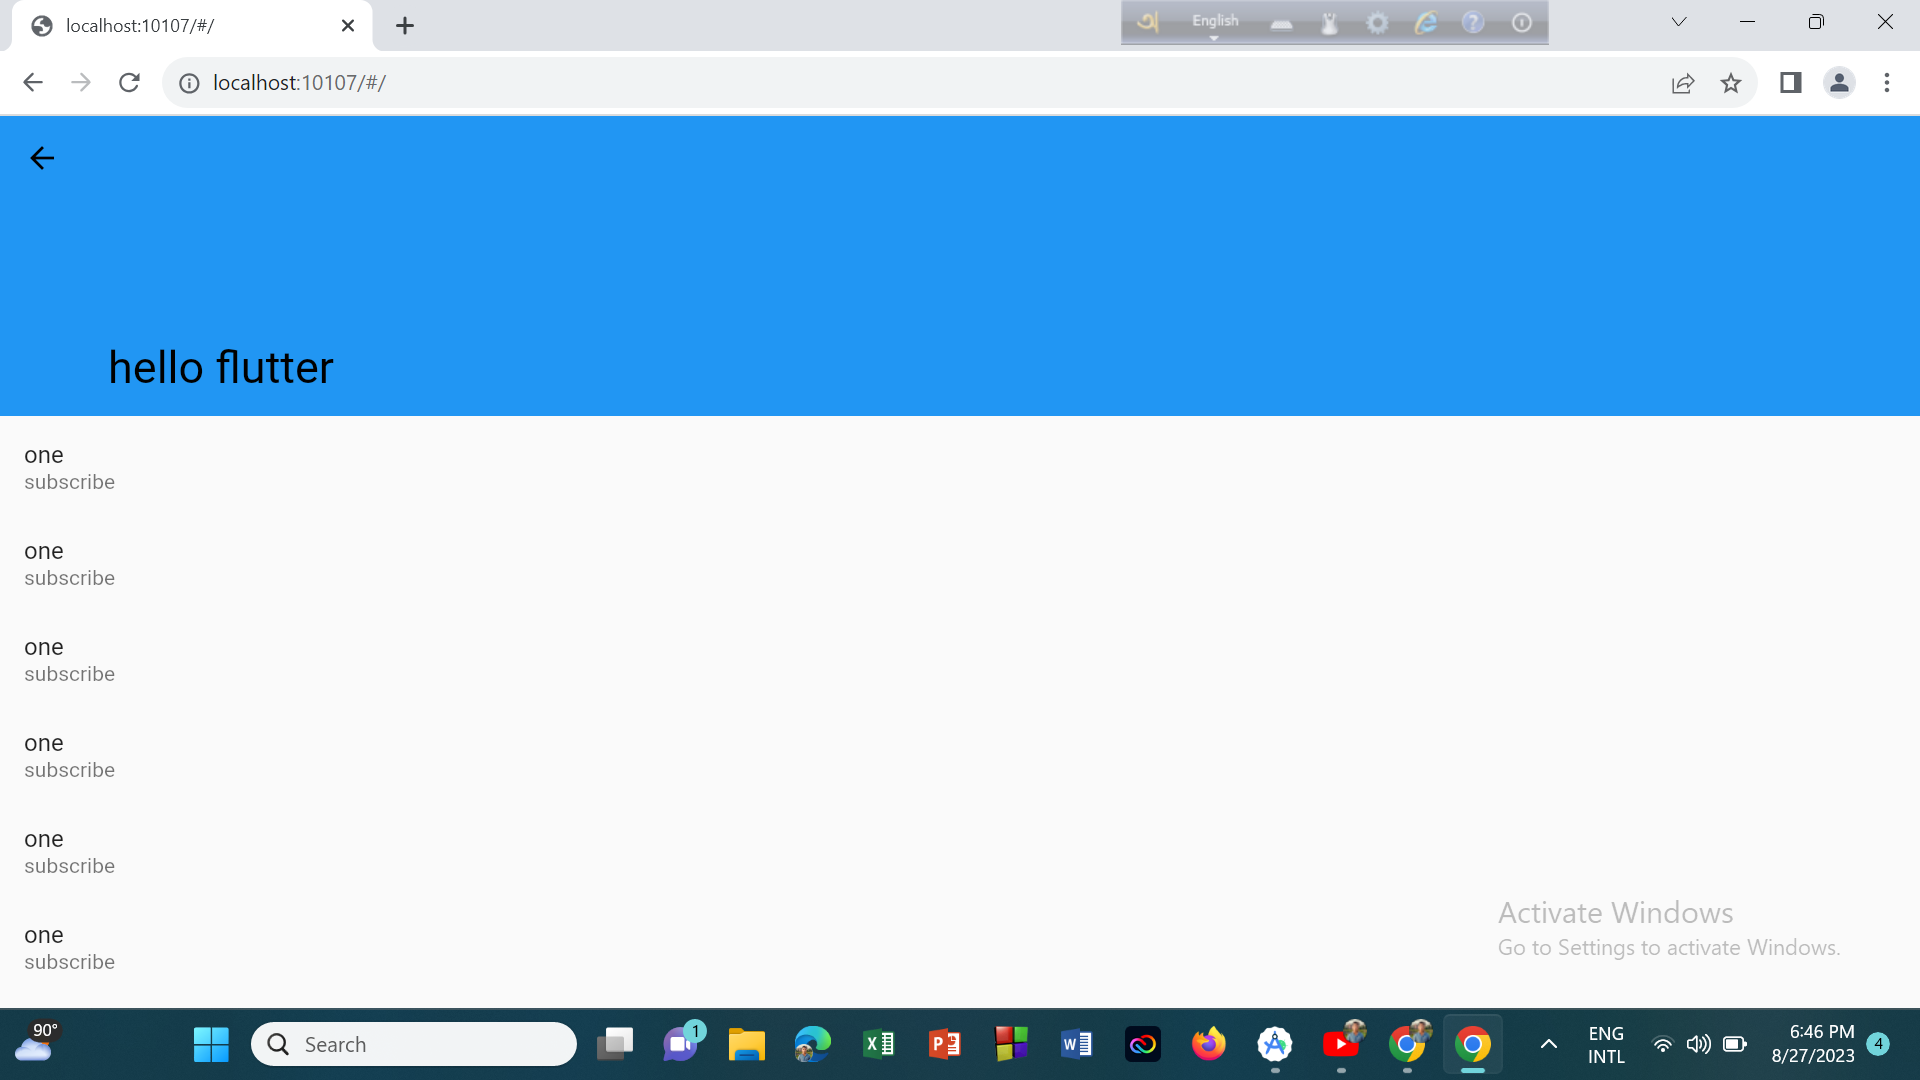 localhost:10107/#/
English
localhost:10107/#/
hello flutter
one
subscribe
one
subscribe
one
subscribe
one
subscribe
one
subscribe
one
subscribe
Activate Windows
Go to Settings to activate Windows.
90°
Search
1
ENG
INTL
6:46 PM
8/27/2023
4